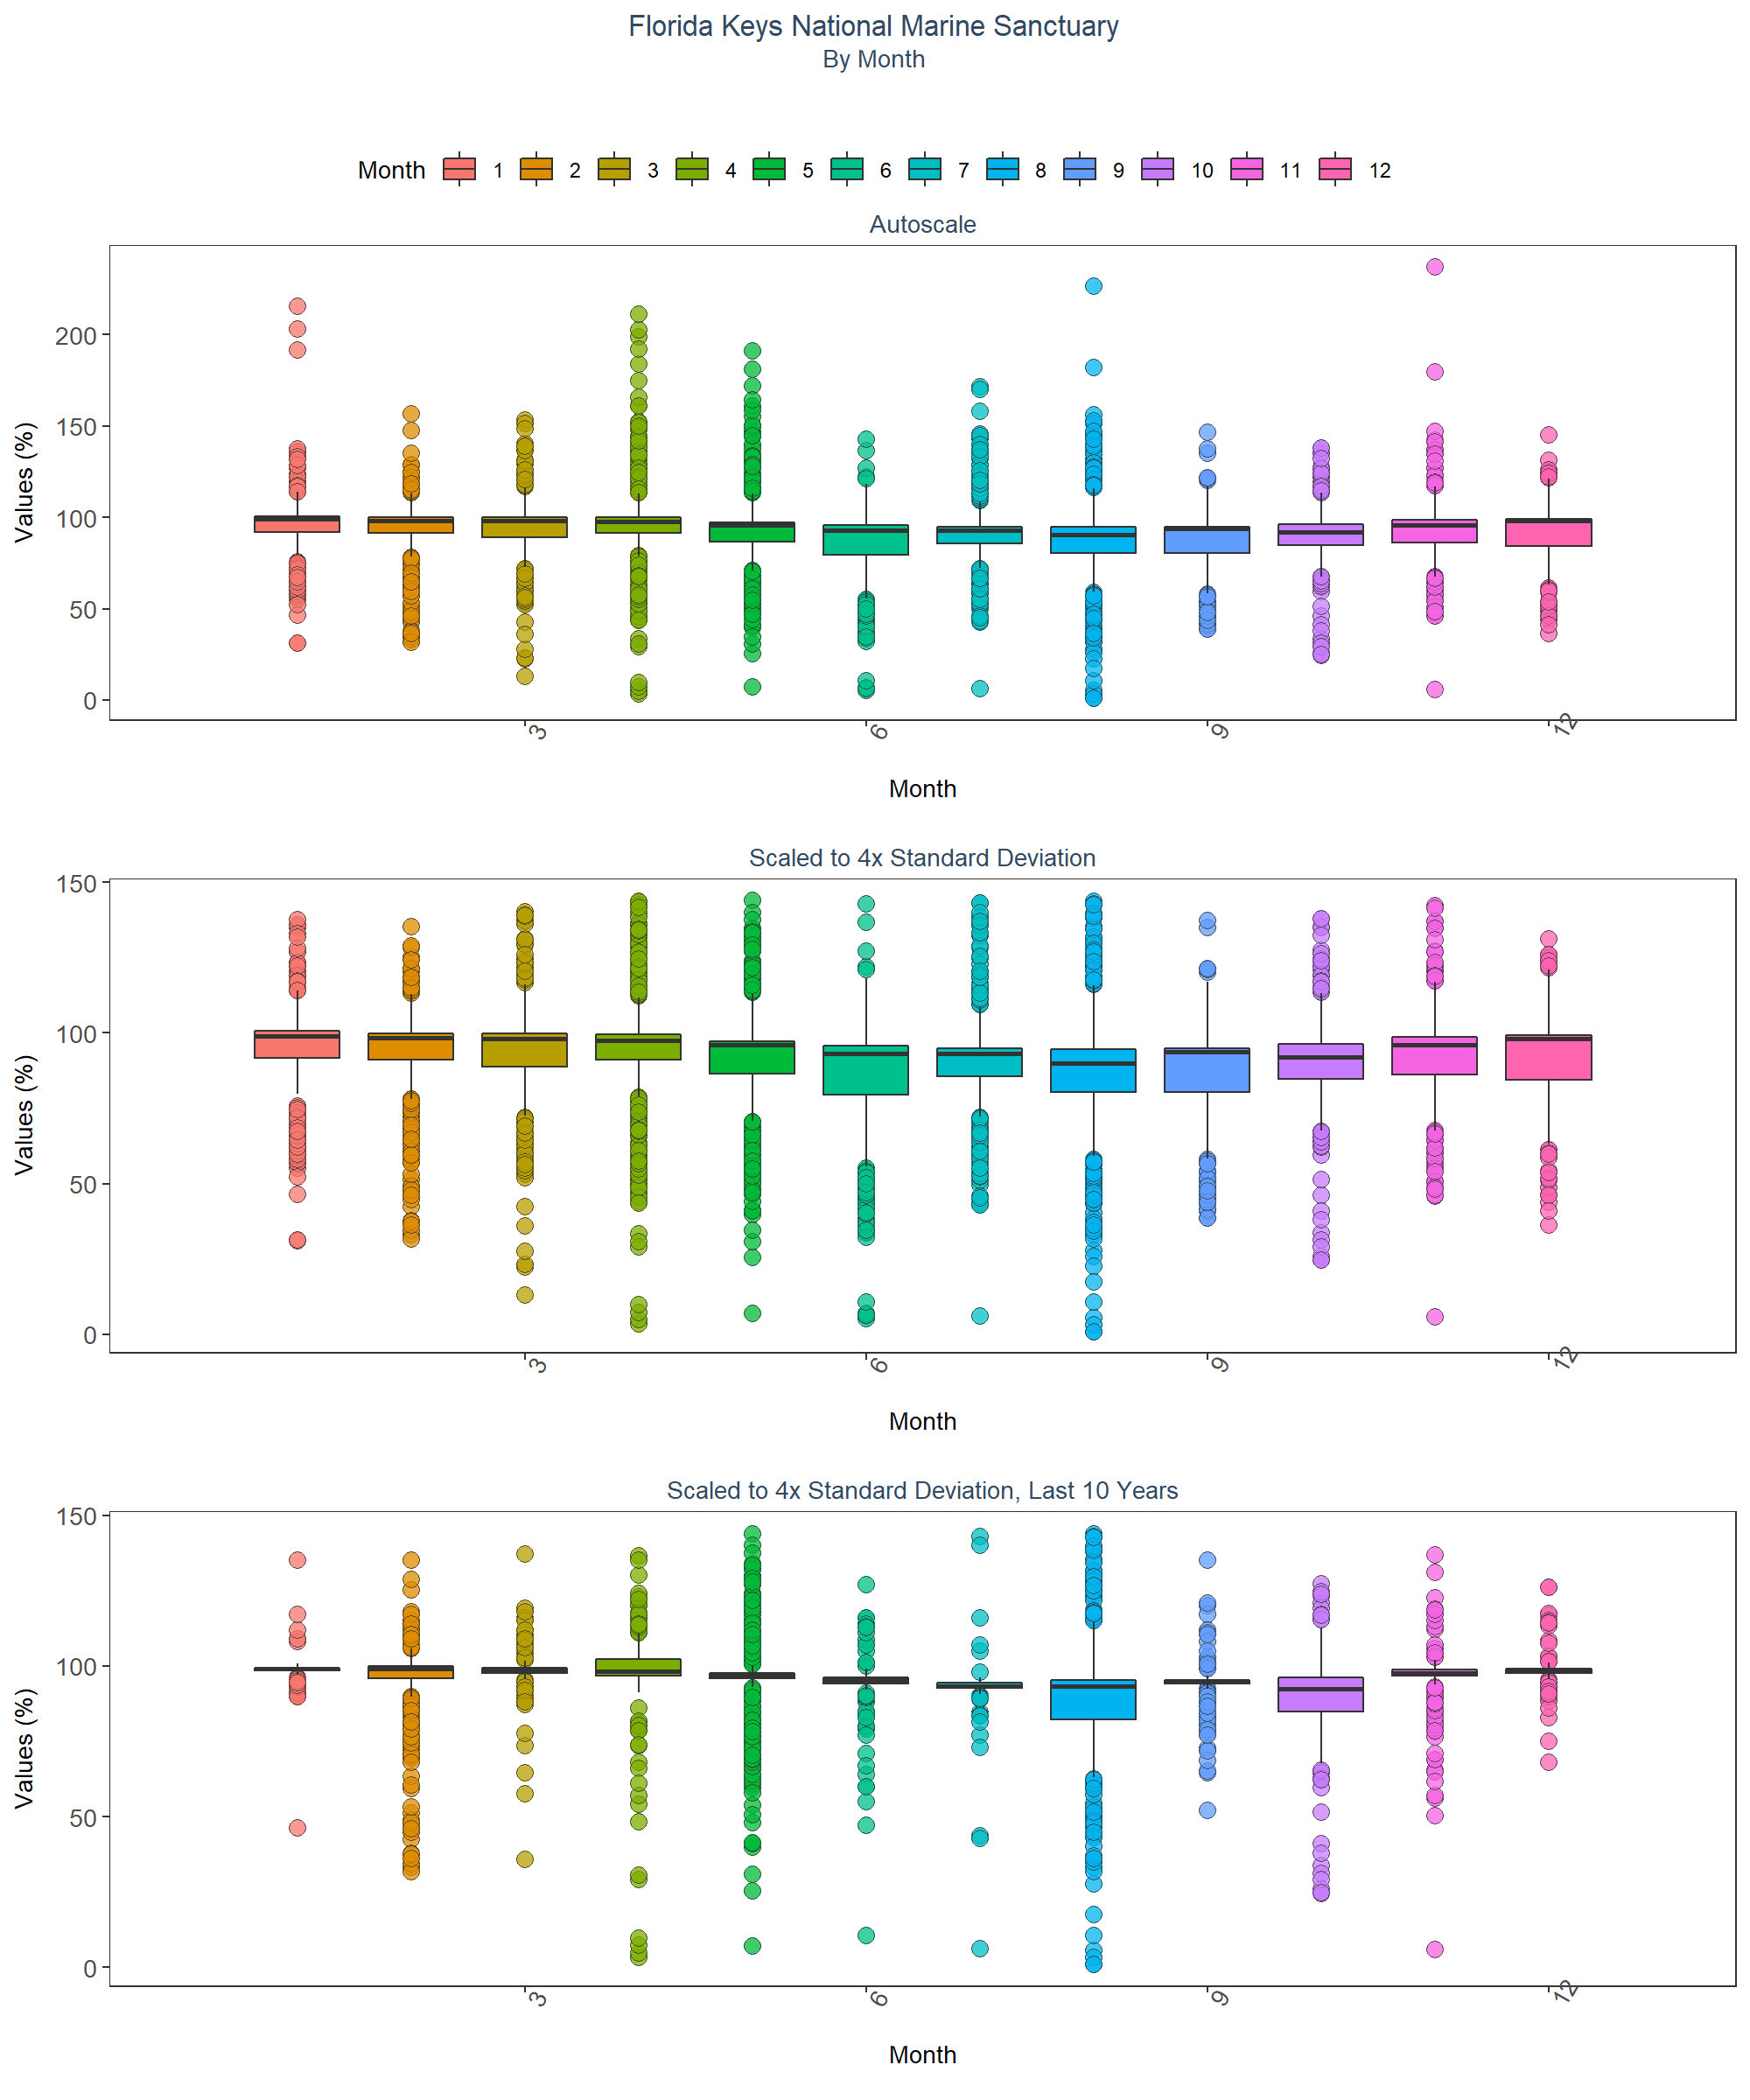 Florida Keys National Marine Sanctuary
By Month
Month 1 2 3 4 5 6 7 8 9 10 11 12
Autoscale
Values (%)
200
150
100
50
0
3 6 9 12
Month
Scaled to 4x Standard Deviation
Values (%)
150
100
50
0
3 6 9 12
Month
Scaled to 4x Standard Deviation, Last 10 Years
Values (%)
150
100
50
0
3 6 9 12
Month